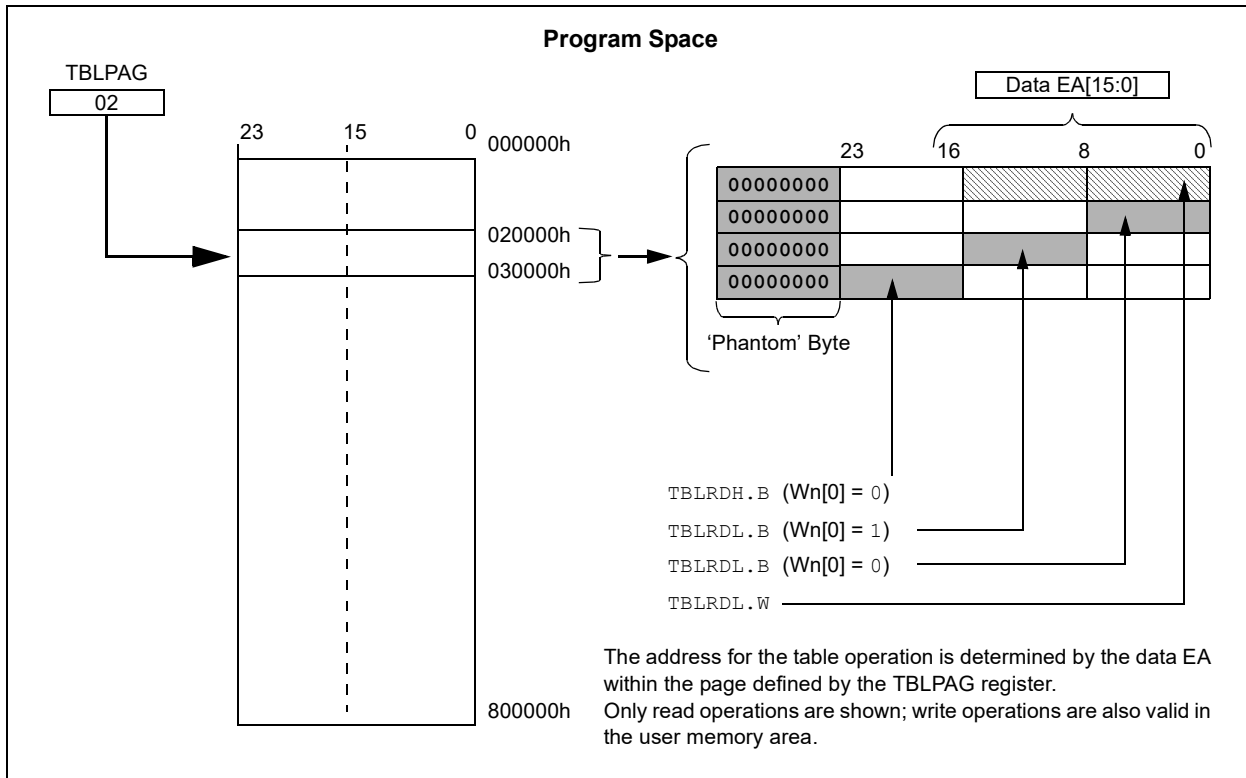 Program Space
TBLPAG
02
Data EA[15:0]
23 15 0
000000h
23 16 8 0
00000000
00000000
020000h
00000000
030000h
00000000
‘Phantom’ Byte
TBLRDH.B (Wn[0] = 0)
TBLRDL.B (Wn[0] = 1)
TBLRDL.B (Wn[0] = 0)
TBLRDL.W
The address for the table operation is determined by the data EA
within the page defined by the TBLPAG register.
800000h
Only read operations are shown; write operations are also valid in
the user memory area.